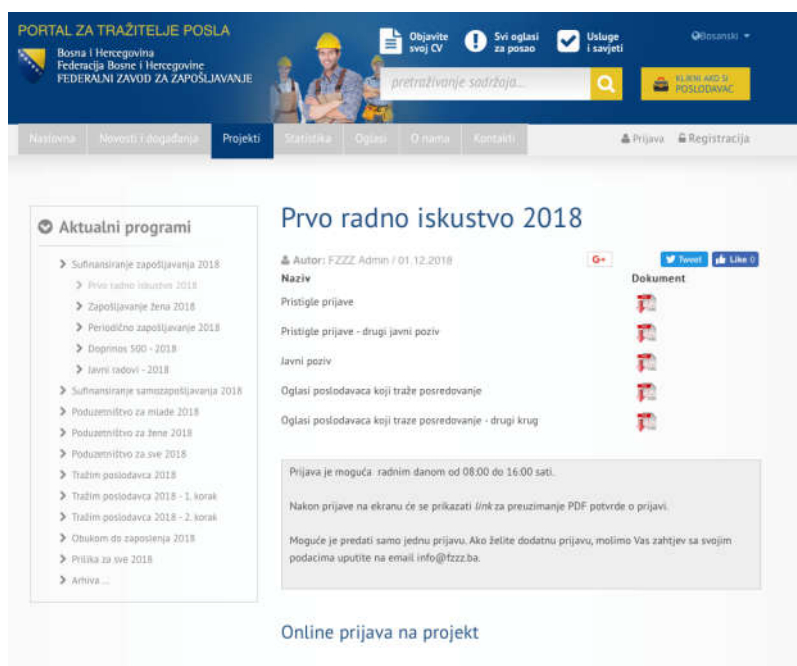 PORTAL ZA TRAŽITELJE POSLA
Bosna i Hercegovina
Federacija Bosne i Hercegovine
FEDERALNI ZAVOD ZA ZAPOŠLJAVANJE
Objavite
svoj CV
Svi oglasi
za posao
Usluge
i savjeti
Bosanski
pretraživanje sadržaja...
KLIKNI AKO SI
POSLODAVAC
Naslovna
Novosti i događanja
Projekti
Statistika
Oglasi
O nama
Kontakti
Prijava
Registracija
Aktualni programi
Sufinansiranje zapošljavanja 2018
Prvo radno iskustvo 2018
Zapošljavanje žena 2018
Periodično zapošljavanje 2018
Doprinos 500 - 2018
Javni radovi - 2018
Sufinansiranje samozapošljavanja 2018
Poduzetništvo za mlade 2018
Poduzetništvo za žene 2018
Poduzetništvo za sve 2018
Tražim poslodavca 2018
Tražim poslodavca 2018 - 1. korak
Tražim poslodavca 2018 - 2. korak
Obukom do zaposlenja 2018
Prilika za sve 2018
Arhiva ...
Prvo radno iskustvo 2018
Autor: FZZZ Admin / 01.12.2018
G+
Tweet
Like 0
Naziv Dokument
Pristigle prijave
Pristigle prijave - drugi javni poziv
Javni poziv
Oglasi poslodavaca koji traže posredovanje
Oglasi poslodavaca koji traze posredovanje - drugi krug
Prijava je moguća radnim danom od 08:00 do 16:00 sati.
Nakon prijave na ekranu će se prikazati link za preuzimanje PDF potvrde o prijavi.
Moguće je predati samo jednu prijavu. Ako želite dodatnu prijavu, molimo Vas zahtjev sa svojim
podacima uputite na email info@fzzz.ba.
Online prijava na projekt